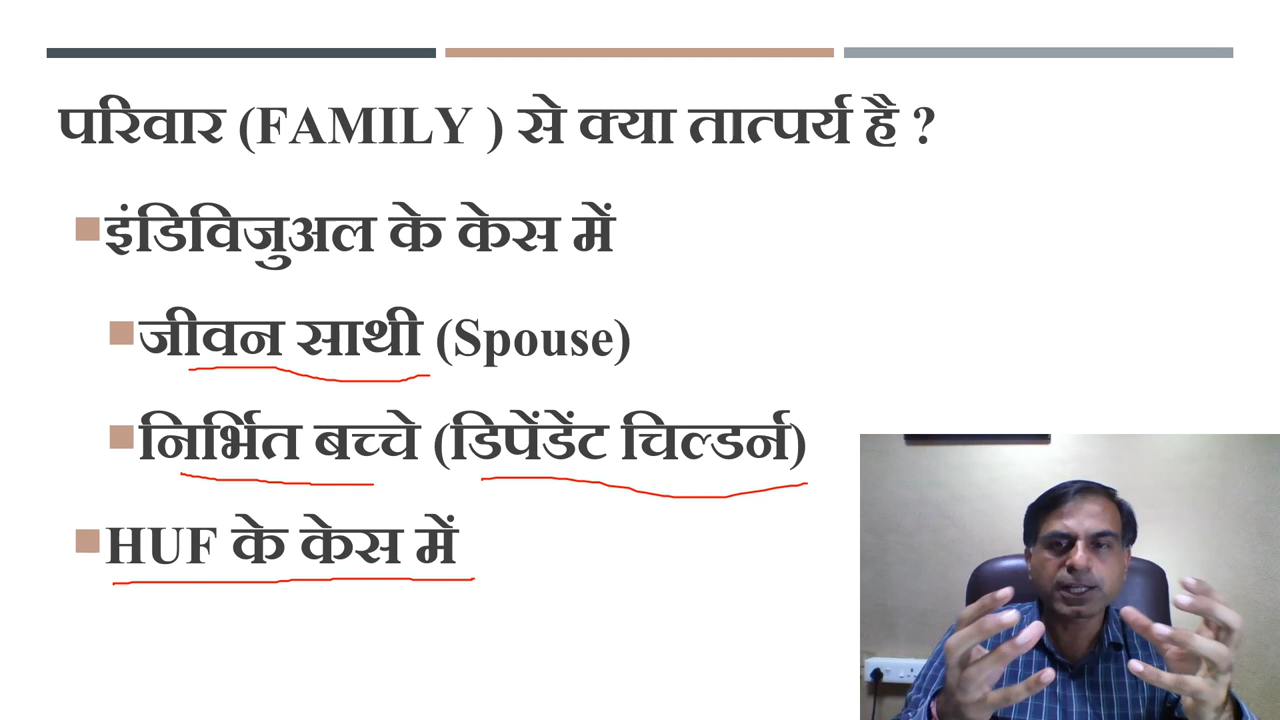 परिवार (FAMILY ) से क्या तात्पर्य है ?
इंडिविजुअल के केस में
जीवन साथी (Spouse)
निर्भित बच्चे (डिपेंडेंट चिल्डर्न)
HUF के केस में